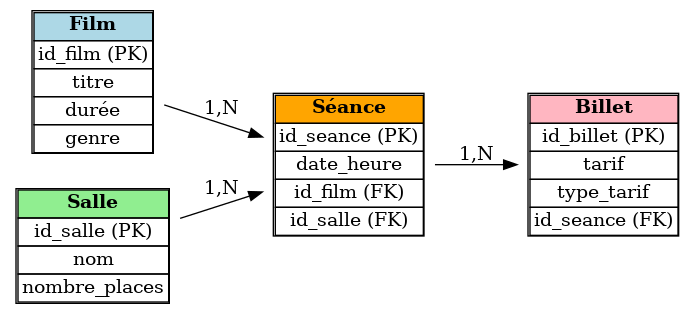 Film
id_film (PK)
titre
durée
genre
1,N
Salle
id_salle (PK)
nom
nombre_places
1,N
Séance
id_seance (PK)
date_heure
id_film (FK)
id_salle (FK)
1,N
Billet
id_billet (PK)
tarif
type_tarif
id_seance (FK)